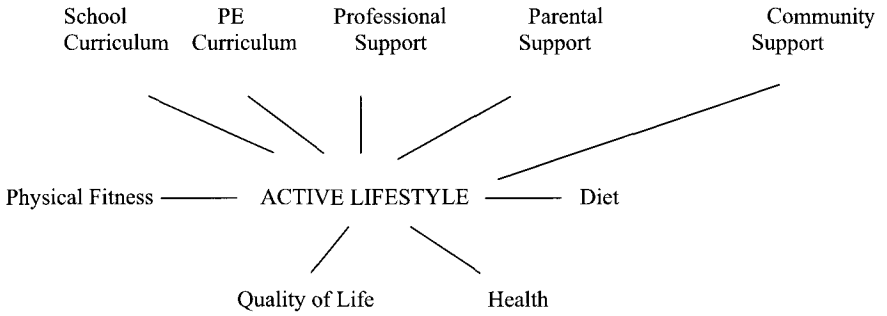 School Curriculum
PE Curriculum
Professional Support
Parental Support
Community Support
Physical Fitness
ACTIVE LIFESTYLE
Diet
Quality of Life
Health